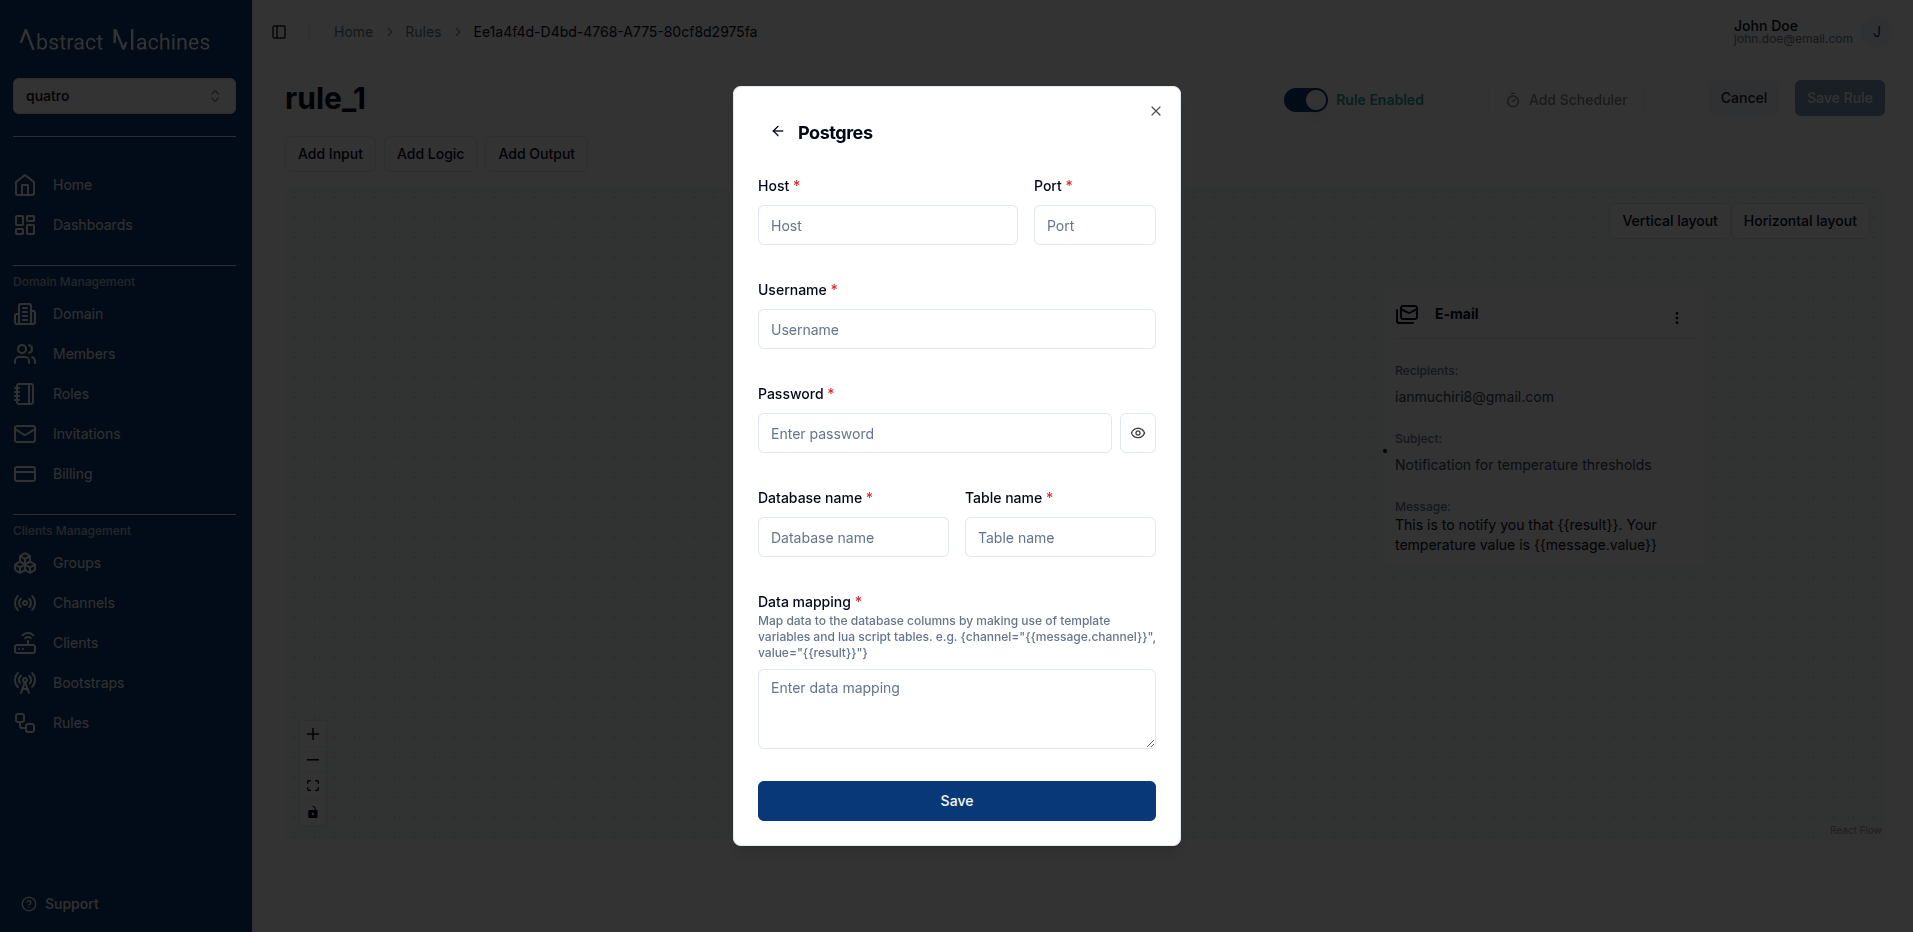 Abstract Machines
quatro
Home
Dashboards
Domain Management
Domain
Members
Roles
Invitations
Billing
Clients Management
Groups
Channels
Clients
Bootstraps
Rules
Support
Home > Rules > Ee1a4f4d-D4bd-4768-A775-80cf8d2975fa
John Doe
john.doe@email.com
J
rule_1
Rule Enabled
Add Scheduler
Cancel
Save Rule
Add Input
Add Logic
Add Output
Vertical layout
Horizontal layout
E-mail
Recipients:
ianmuchiri8@gmail.com
Subject:
Notification for temperature thresholds
Message:
This is to notify you that {{result}}. Your
temperature value is {{message.value}}
React Flow
Postgres
Host *
Port *
Host
Port
Username *
Username
Password *
Enter password
Database name *
Table name *
Database name
Table name
Data mapping *
Map data to the database columns by making use of template
variables and lua script tables. e.g. {channel="{{message.channel}}",
value="{{result}}"}
Enter data mapping
Save